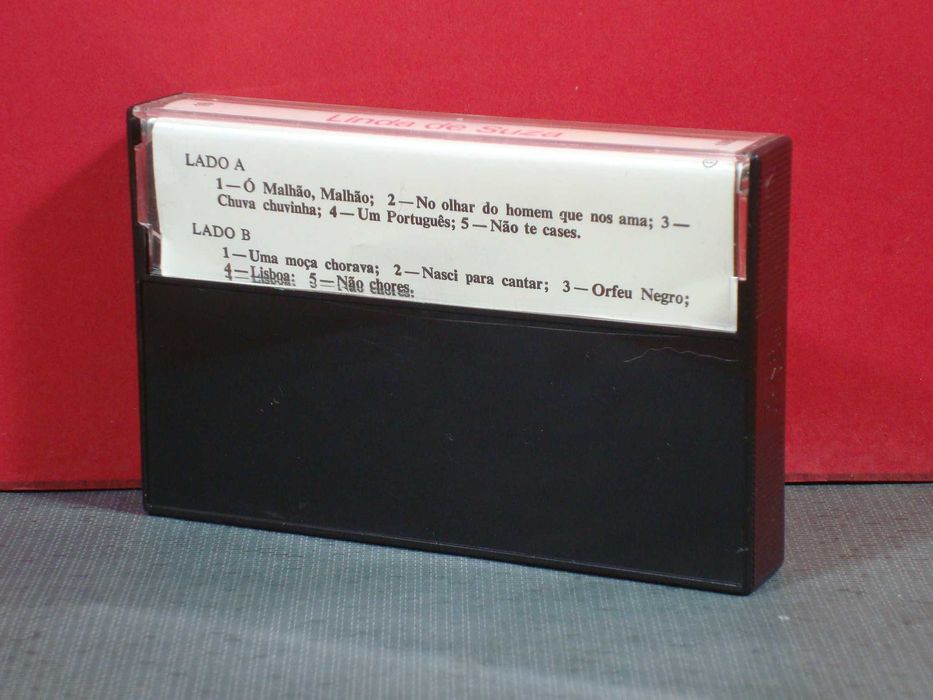 Linda de Suza
LADO A
1—Ó Malhão, Malhão; 2—No olhar do homem que nos ama; 3—
Chuva chuvinha; 4—Um Português; 5—Não te cases.
LADO B
1—Uma moça chorava; 2—Nasci para cantar; 3—Orfeu Negro;
4—Lisboa; 5—Não chores.